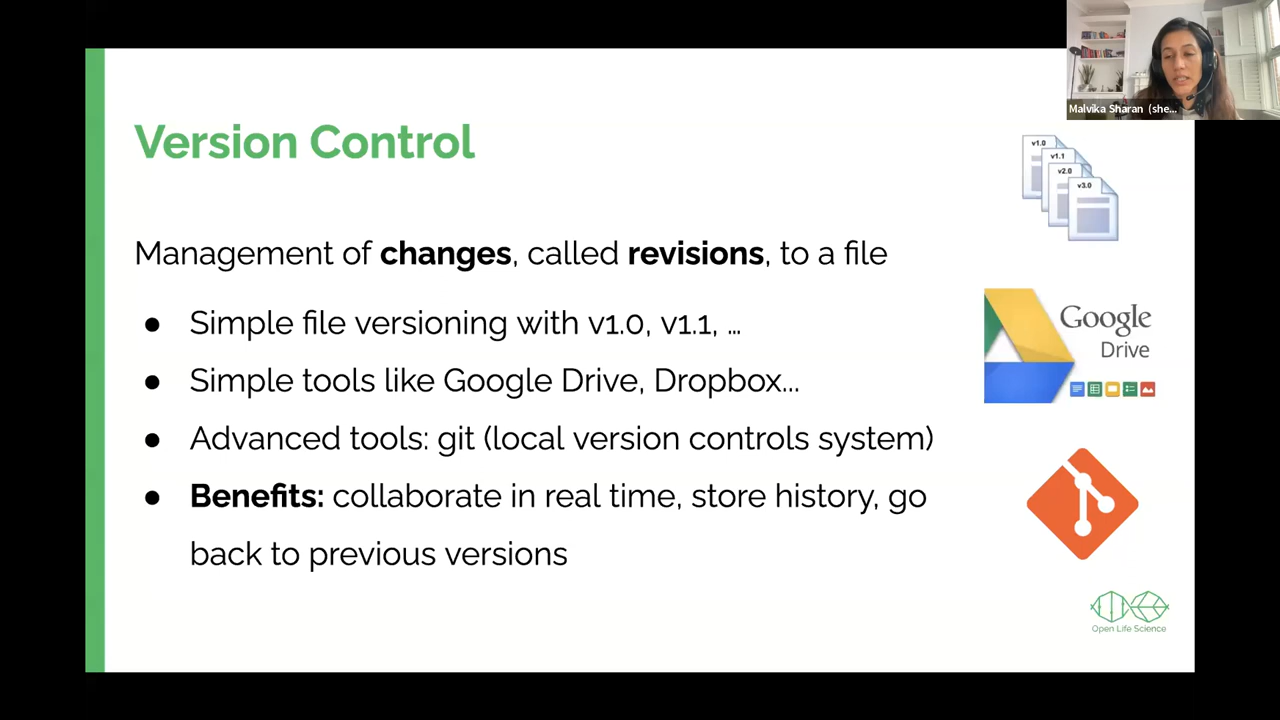 Malvika Sharan (she...
Version Control
v1.0
v1.1
v2.0
v3.0
Management of changes, called revisions, to a file
● Simple file versioning with v1.0, v1.1, ...
Google
Drive
● Simple tools like Google Drive, Dropbox...
● Advanced tools: git (local version controls system)
● Benefits: collaborate in real time, store history, go
back to previous versions
Open Life Science